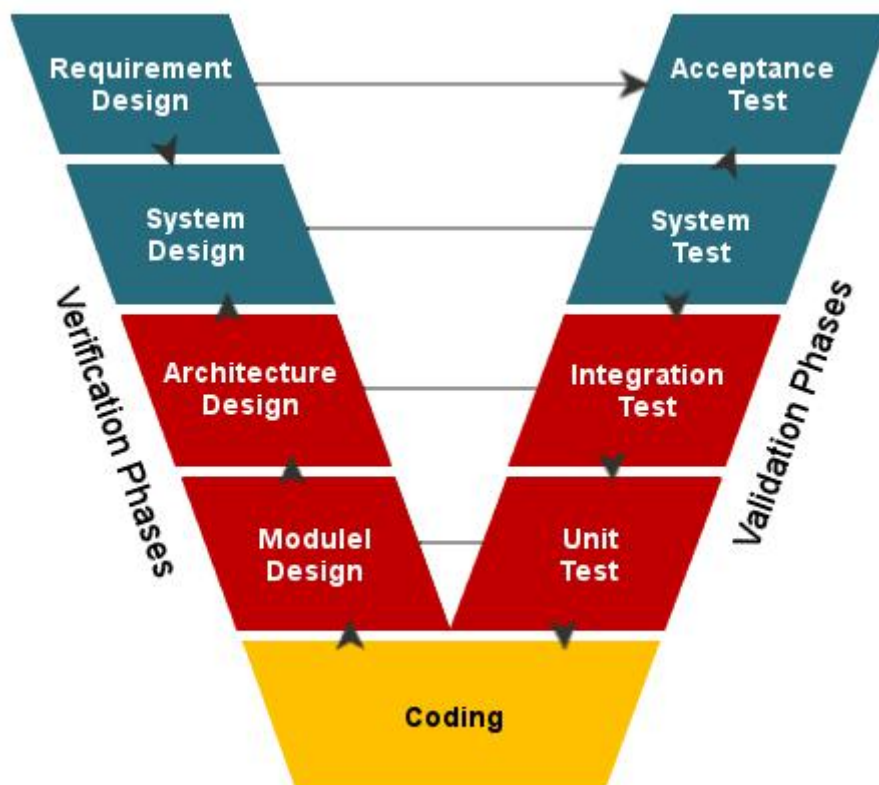 Requirement
Design
Acceptance
Test
System
Design
System
Test
Verification Phases
Validation Phases
Architecture
Design
Integration
Test
Modulel
Design
Unit
Test
Coding